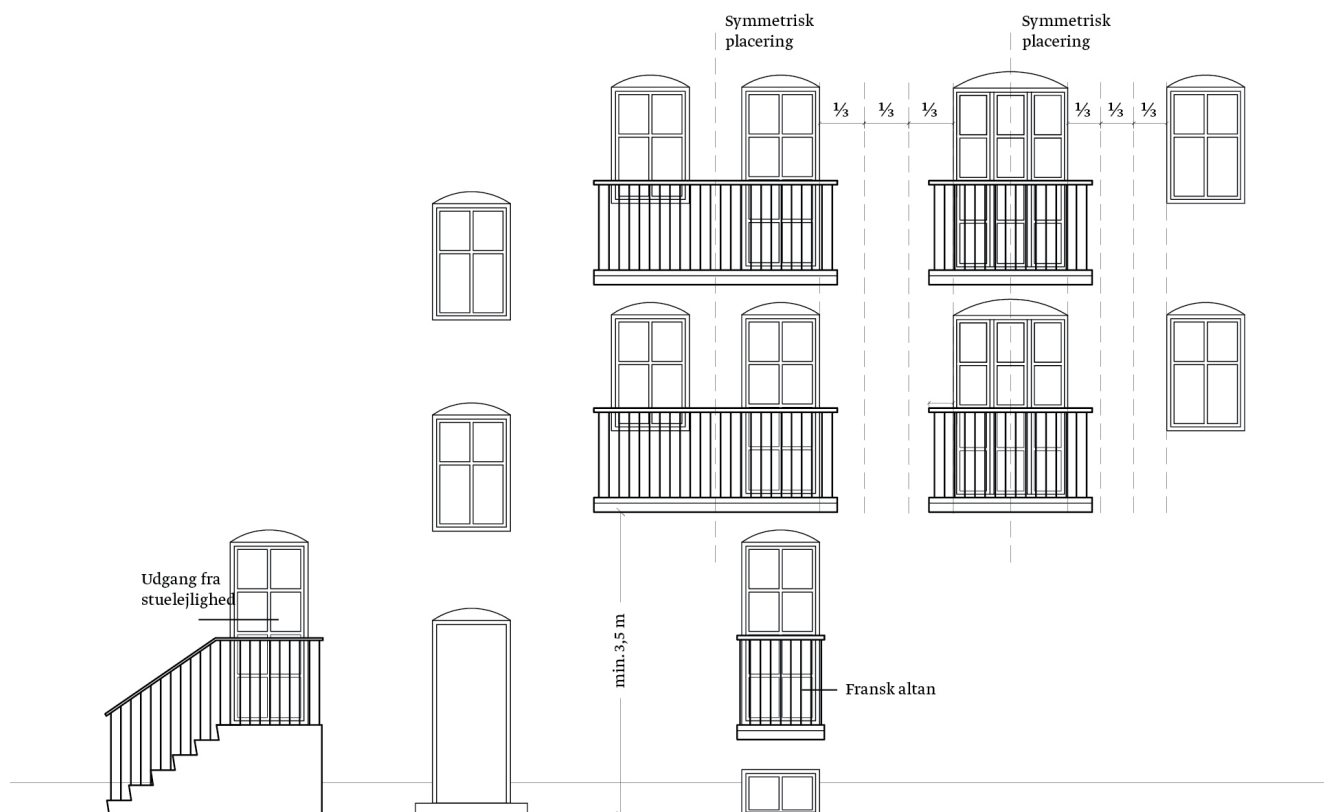 Symmetrisk
placering
Symmetrisk
placering
⅓ ⅓ ⅓
⅓ ⅓ ⅓
Udgang fra
stuelejlighed
min. 3,5 m
Fransk altan